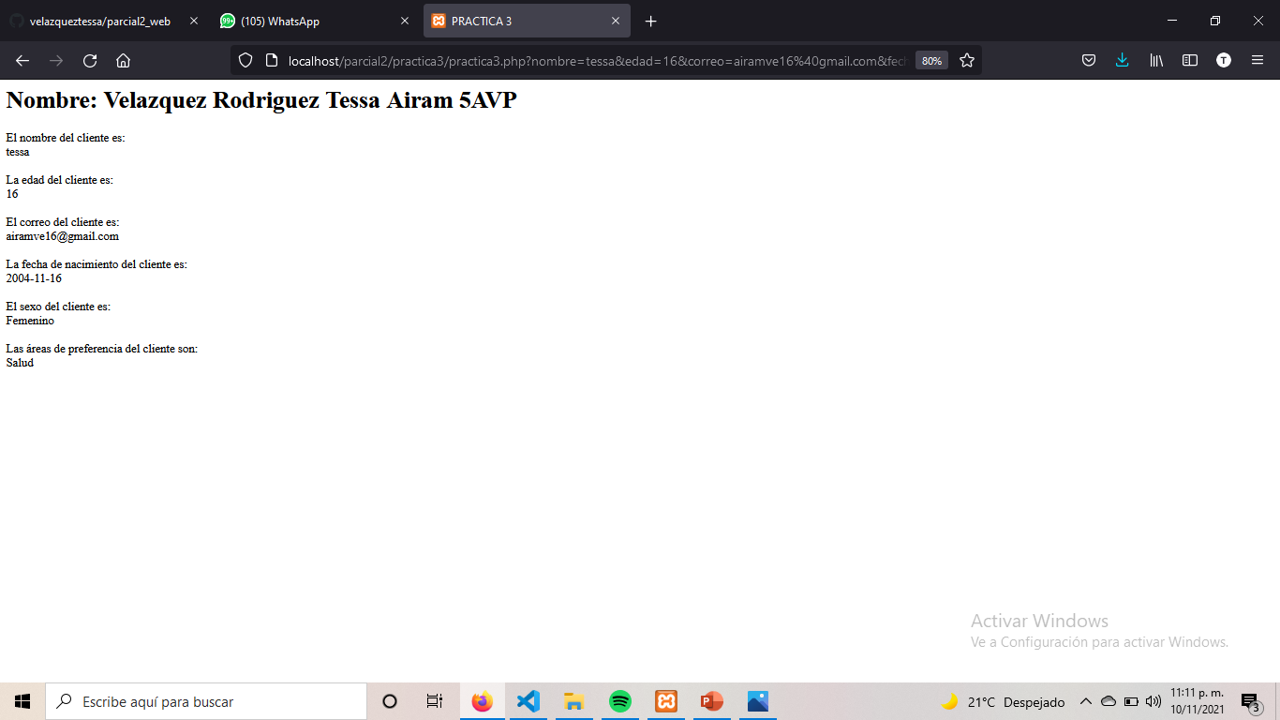 velazqueztessa/parcial2_web
(105) WhatsApp
PRACTICA 3
localhost/parcial2/practica3/practica3.php?nombre=tessa&edad=16&correo=airamve16%40gmail.com&fech
80%
T
Nombre: Velazquez Rodriguez Tessa Airam 5AVP
El nombre del cliente es:
tessa
La edad del cliente es:
16
El correo del cliente es:
airamve16@gmail.com
La fecha de nacimiento del cliente es:
2004-11-16
El sexo del cliente es:
Femenino
Las áreas de preferencia del cliente son:
Salud
Activar Windows
Ve a Configuración para activar Windows.
Escribe aquí para buscar
21°C Despejado
11:11 p. m.
10/11/2021
3